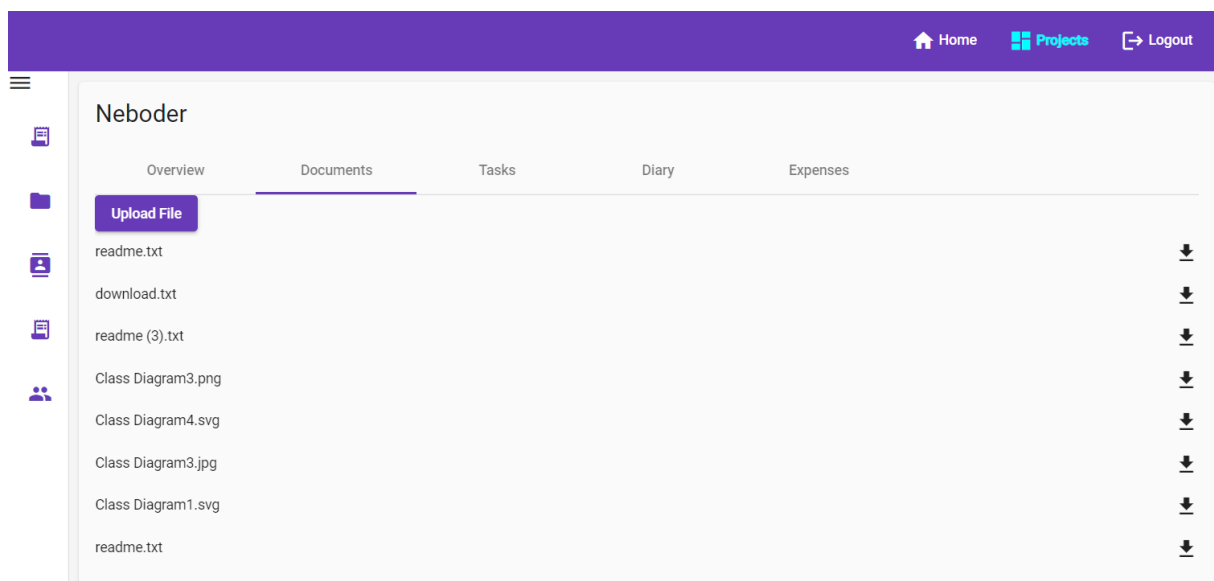 Home Projects Logout
Neboder
Overview Documents Tasks Diary Expenses
Upload File
readme.txt
download.txt
readme (3).txt
Class Diagram3.png
Class Diagram4.svg
Class Diagram3.jpg
Class Diagram1.svg
readme.txt